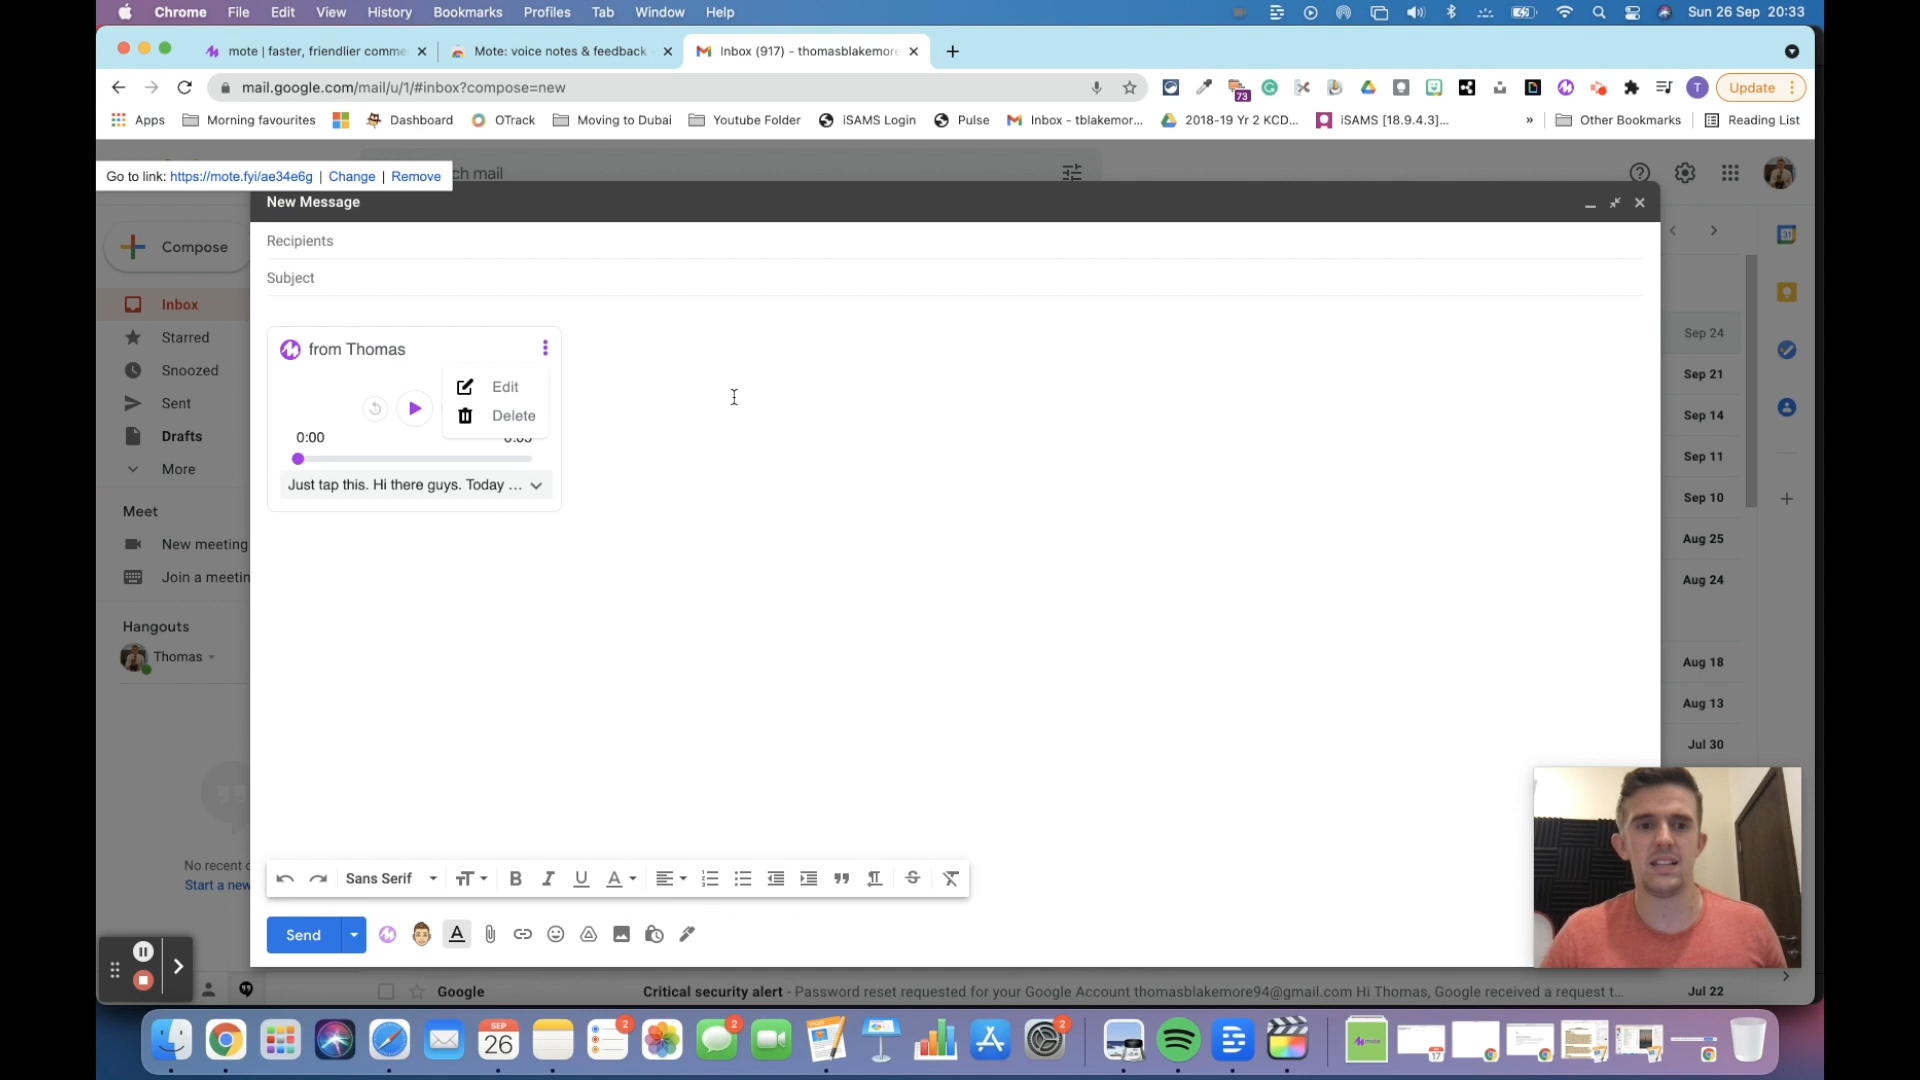 Chrome File Edit View History Bookmarks Profiles Tab Window Help Sun 26 Sep 20:33
mote | faster, friendlier comme Mote: voice notes & feedback Inbox (917) - thomasblakemore
mail.google.com/mail/u/1/#inbox?compose=new 73 T Update
Apps Morning favourites Dashboard OTrack Moving to Dubai Youtube Folder iSAMS Login Pulse Inbox - tblakemor... 2018-19 Yr 2 KCD... iSAMS [18.9.4.3]... » Other Bookmarks Reading List
Go to link: https://mote.fyi/ae34e6g | Change | Remove ch mail
New Message
Recipients
Subject
Compose
Inbox
Starred
Snoozed
Sent
Drafts
More
Meet
New meeting
Join a meetin
Hangouts
Thomas
No recent c
Start a new
from Thomas
Edit
Delete
0:00
Just tap this. Hi there guys. Today ...
Sep 24
Sep 21
Sep 14
Sep 11
Sep 10
Aug 25
Aug 24
Aug 18
Aug 13
Jul 30
31
Sans Serif B I U A
Send
Google Critical security alert - Password reset requested for your Google Account thomasblakemore94@gmail.com Hi Thomas, Google received a request t... Jul 22
SEP
26
2
2
2
17
mote